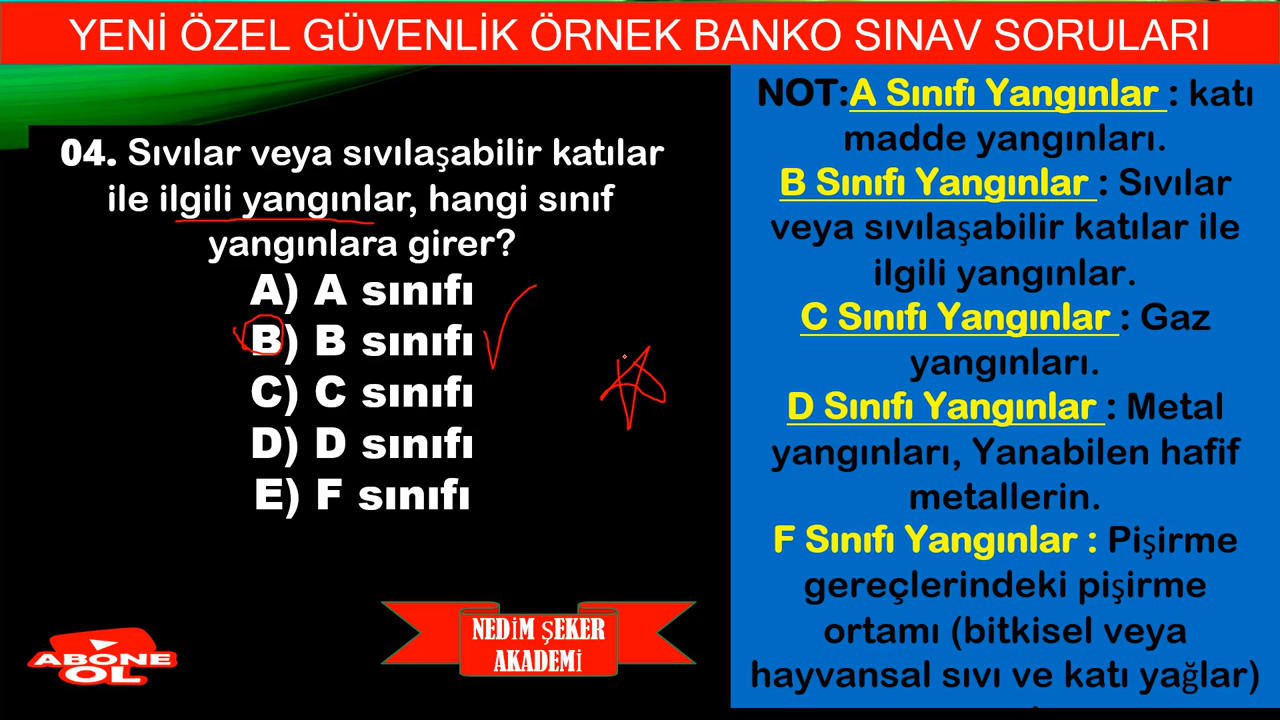 YENİ ÖZEL GÜVENLİK ÖRNEK BANKO SINAV SORULARI
04. Sıvılar veya sıvılaşabilir katılar
ile ilgili yangınlar, hangi sınıf
yangınlara girer?
A) A sınıfı
B) B sınıfı
C) C sınıfı
D) D sınıfı
E) F sınıfı
NOT:A Sınıfı Yangınlar : katı
madde yangınları.
B Sınıfı Yangınlar : Sıvılar
veya sıvılaşabilir katılar ile
ilgili yangınlar.
C Sınıfı Yangınlar : Gaz
yangınları.
D Sınıfı Yangınlar : Metal
yangınları, Yanabilen hafif
metallerin.
F Sınıfı Yangınlar : Pişirme
gereçlerindeki pişirme
ortamı (bitkisel veya
hayvansal sıvı ve katı yağlar)
NEDİM ŞEKER
AKADEMİ
ABONE
OL